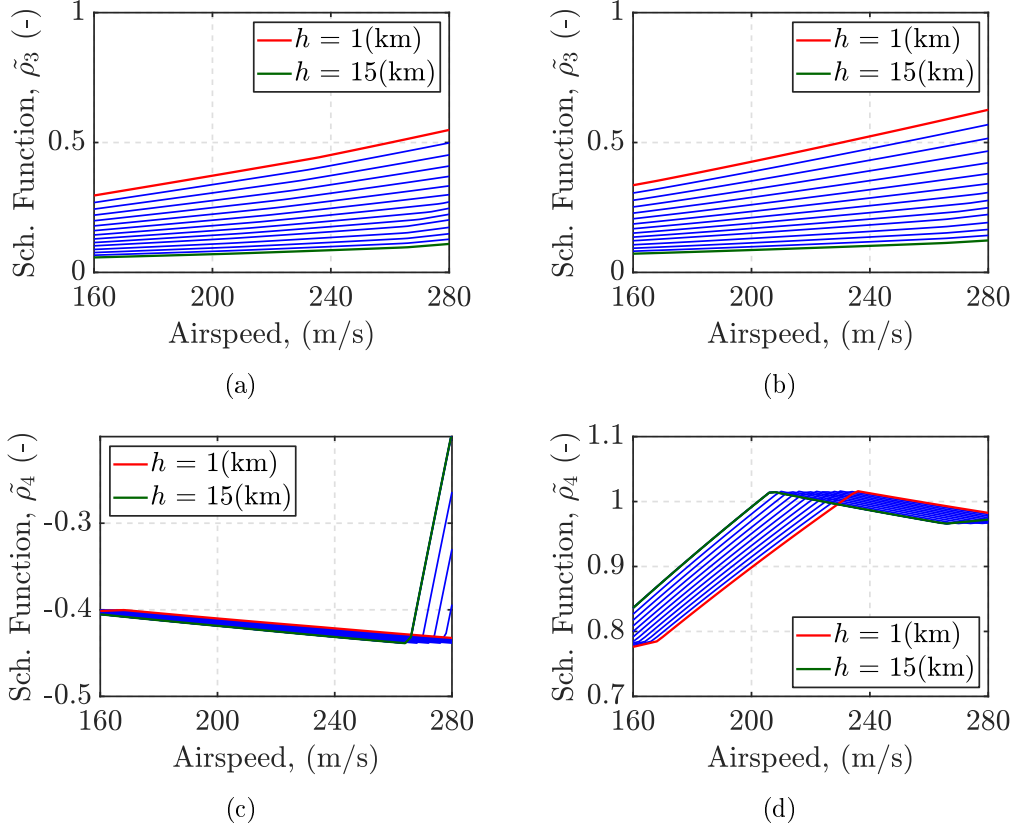 1
0.5
0
Sch. Function, ρ̃₃ (-)
h = 1(km)
h = 15(km)
160 200 240 280
Airspeed, (m/s)
(a)
1
0.5
0
Sch. Function, ρ̃₃ (-)
h = 1(km)
h = 15(km)
160 200 240 280
Airspeed, (m/s)
(b)
-0.3
-0.4
-0.5
Sch. Function, ρ̃₄ (-)
h = 1(km)
h = 15(km)
160 200 240 280
Airspeed, (m/s)
(c)
1.1
1
0.9
0.8
0.7
Sch. Function, ρ̃₄ (-)
h = 1(km)
h = 15(km)
160 200 240 280
Airspeed, (m/s)
(d)